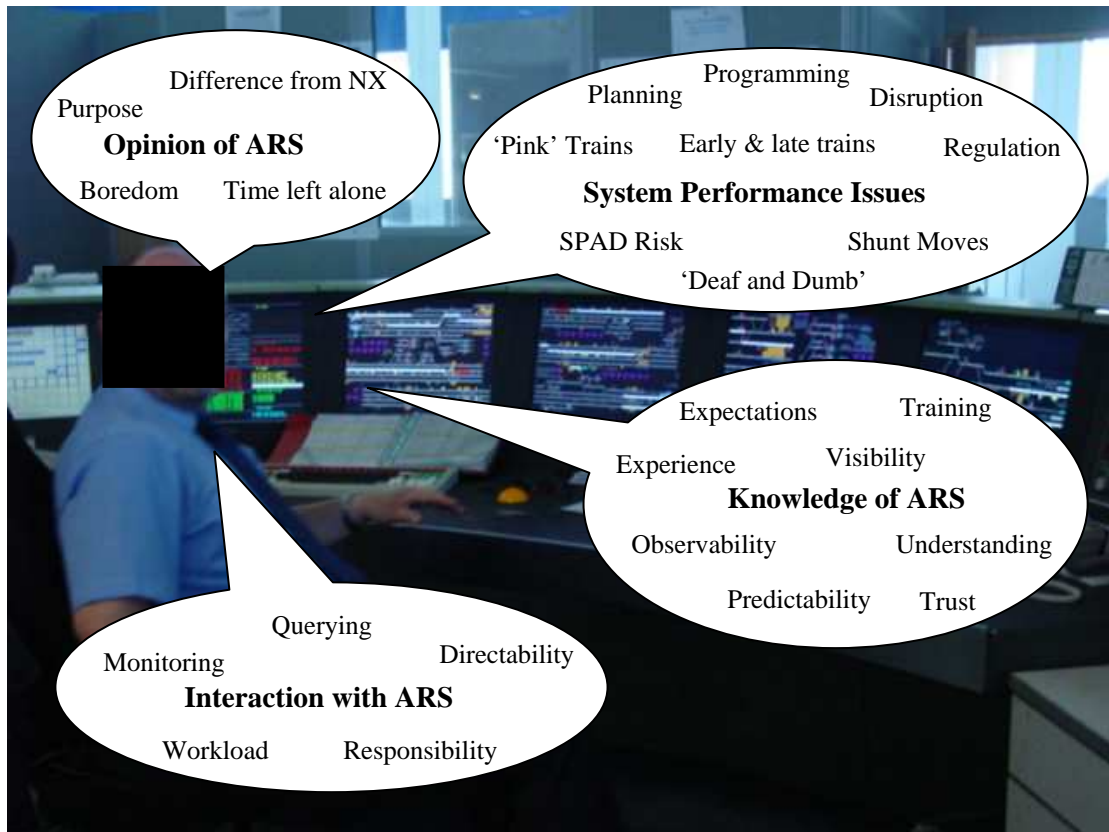 Difference from NX
Purpose
Opinion of ARS
Boredom Time left alone
Programming
Planning Disruption
‘Pink’ Trains Early & late trains Regulation
System Performance Issues
SPAD Risk Shunt Moves
‘Deaf and Dumb’
Expectations Training
Experience Visibility
Knowledge of ARS
Observability Understanding
Predictability Trust
Querying
Monitoring Directability
Interaction with ARS
Workload Responsibility